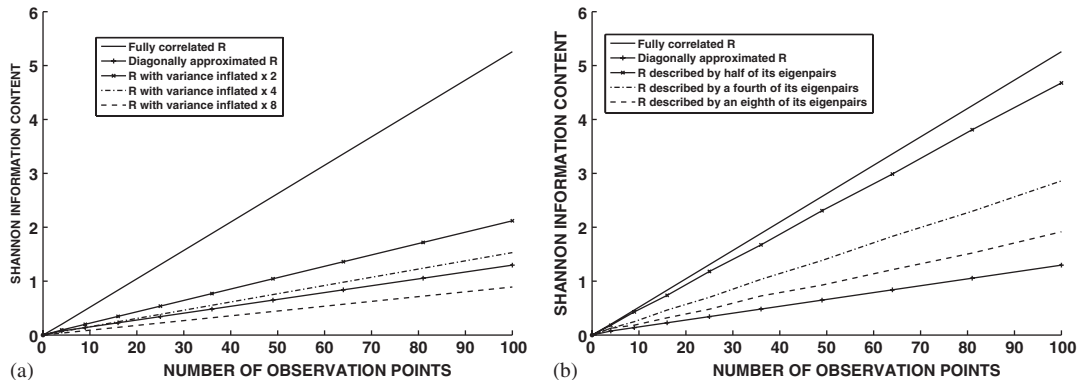 6
5
4
3
2
1
0
SHANNON INFORMATION CONTENT
Fully correlated R
Diagonally approximated R
R with variance inflated x 2
R with variance inflated x 4
R with variance inflated x 8
0 10 20 30 40 50 60 70 80 90 100
(a) NUMBER OF OBSERVATION POINTS
6
5
4
3
2
1
0
SHANNON INFORMATION CONTENT
Fully correlated R
Diagonally approximated R
R described by half of its eigenpairs
R described by a fourth of its eigenpairs
R described by an eighth of its eigenpairs
0 10 20 30 40 50 60 70 80 90 100
(b) NUMBER OF OBSERVATION POINTS